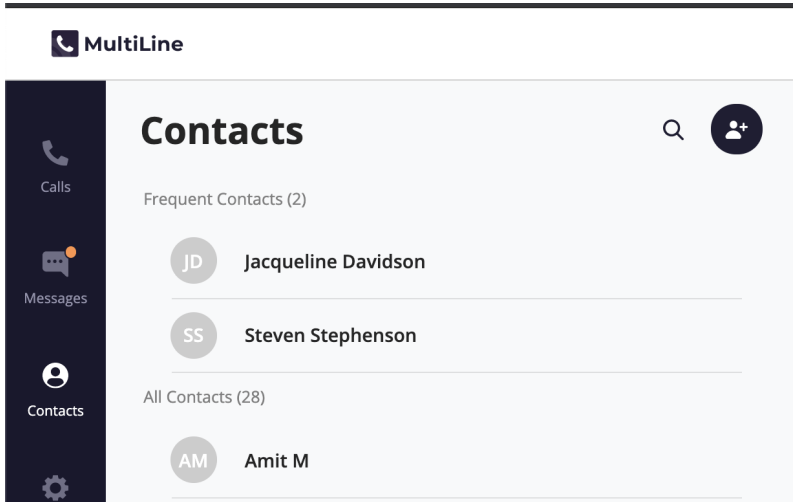 MultiLine
Contacts
Calls
Frequent Contacts (2)
JD Jacqueline Davidson
Messages
SS Steven Stephenson
Contacts
All Contacts (28)
AM Amit M